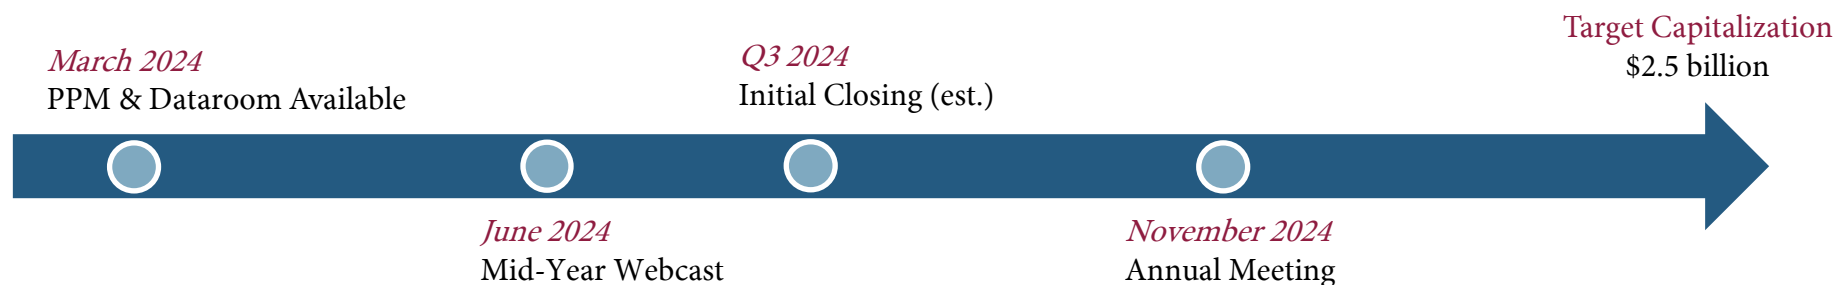 March 2024
PPM & Dataroom Available
Q3 2024
Initial Closing (est.)
Target Capitalization
$2.5 billion
June 2024
Mid-Year Webcast
November 2024
Annual Meeting